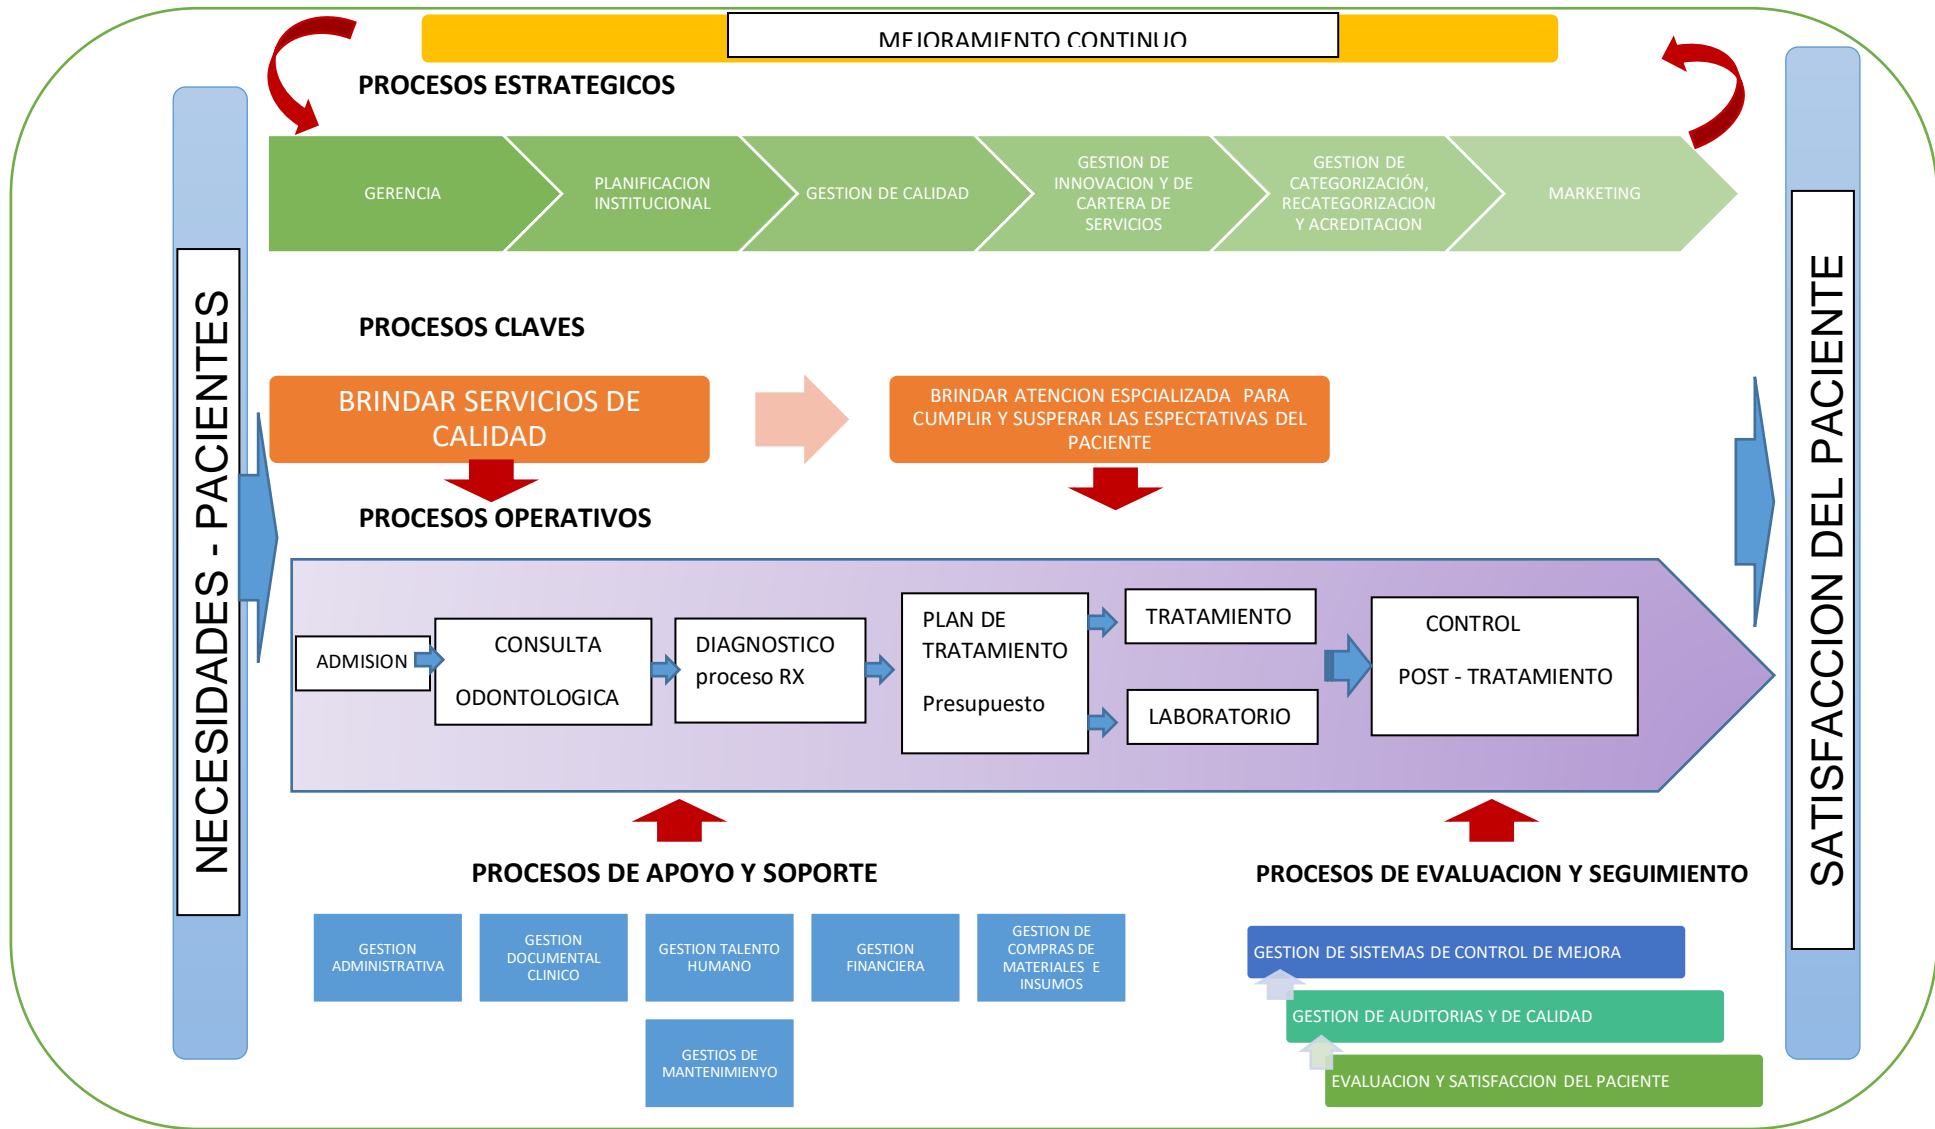 MEJORAMIENTO CONTINUO
PROCESOS ESTRATEGICOS
GERENCIA
PLANIFICACION
INSTITUCIONAL
GESTION DE CALIDAD
GESTION DE
INNOVACION Y DE
CARTERA DE
SERVICIOS
GESTION DE
CATEGORIZACIÓN,
RECATEGORIZACION
Y ACREDITACION
MARKETING
NECESIDADES - PACIENTES
PROCESOS CLAVES
BRINDAR SERVICIOS DE
CALIDAD
BRINDAR ATENCION ESPCIALIZADA PARA
CUMPLIR Y SUSPERAR LAS ESPECTATIVAS DEL
PACIENTE
PROCESOS OPERATIVOS
ADMISION
CONSULTA
ODONTOLOGICA
DIAGNOSTICO
proceso RX
PLAN DE
TRATAMIENTO
Presupuesto
TRATAMIENTO
LABORATORIO
CONTROL
POST - TRATAMIENTO
SATISFACCION DEL PACIENTE
PROCESOS DE APOYO Y SOPORTE
GESTION
ADMINISTRATIVA
GESTION
DOCUMENTAL
CLINICO
GESTION TALENTO
HUMANO
GESTION
FINANCIERA
GESTION DE
COMPRAS DE
MATERIALES E
INSUMOS
GESTIOS DE
MANTENIMIENYO
PROCESOS DE EVALUACION Y SEGUIMIENTO
GESTION DE SISTEMAS DE CONTROL DE MEJORA
GESTION DE AUDITORIAS Y DE CALIDAD
EVALUACION Y SATISFACCION DEL PACIENTE